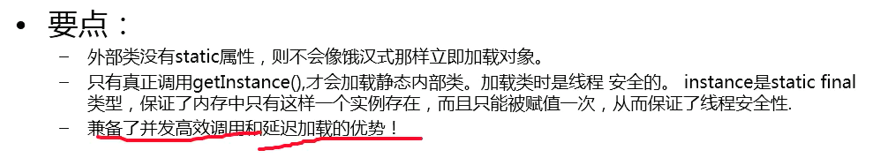 • 要点：
– 外部类没有static属性，则不会像饿汉式那样立即加载对象。
– 只有真正调用getInstance(),才会加载静态内部类。加载类时是线程 安全的。 instance是static final
类型，保证了内存中只有这样一个实例存在，而且只能被赋值一次，从而保证了线程安全性.
– 兼备了并发高效调用和延迟加载的优势！